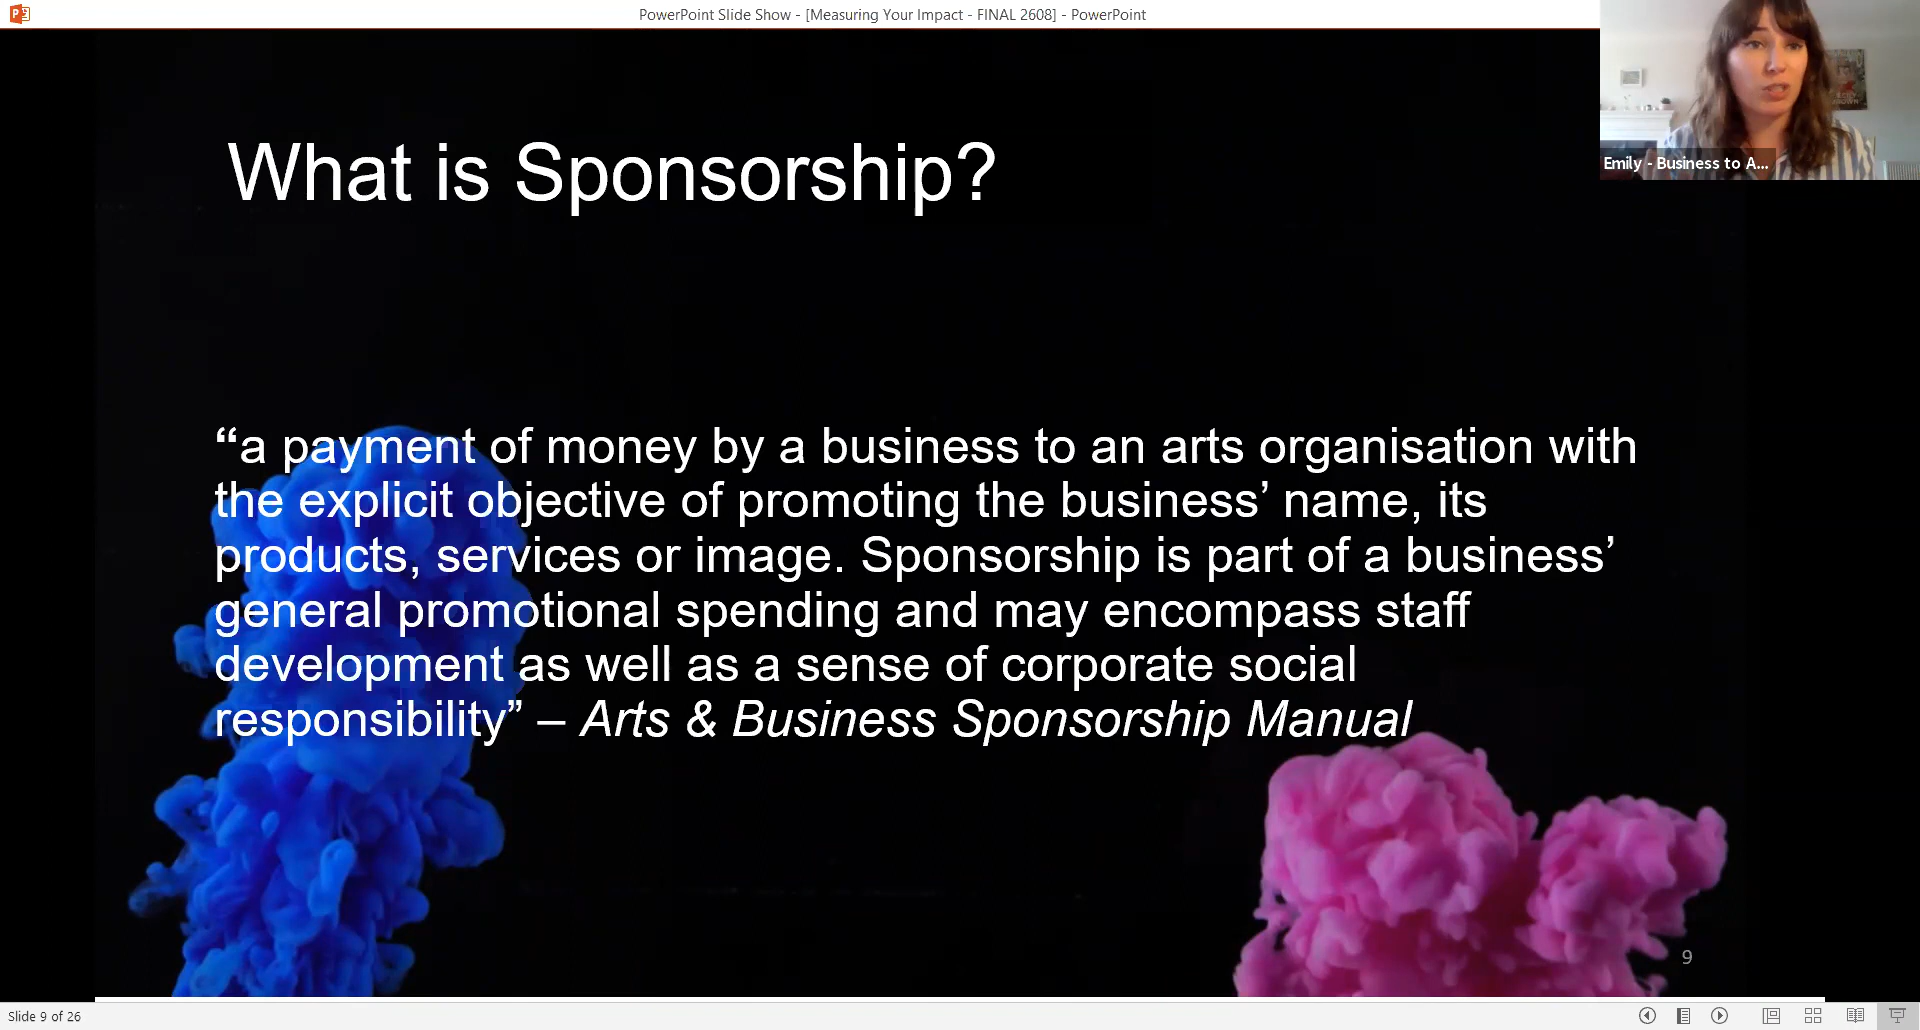 PowerPoint Slide Show - [Measuring Your Impact - FINAL 2608] - PowerPoint
Emily - Business to A...
What is Sponsorship?
“a payment of money by a business to an arts organisation with
the explicit objective of promoting the business’ name, its
products, services or image. Sponsorship is part of a business’
general promotional spending and may encompass staff
development as well as a sense of corporate social
responsibility” – Arts & Business Sponsorship Manual
9
Slide 9 of 26